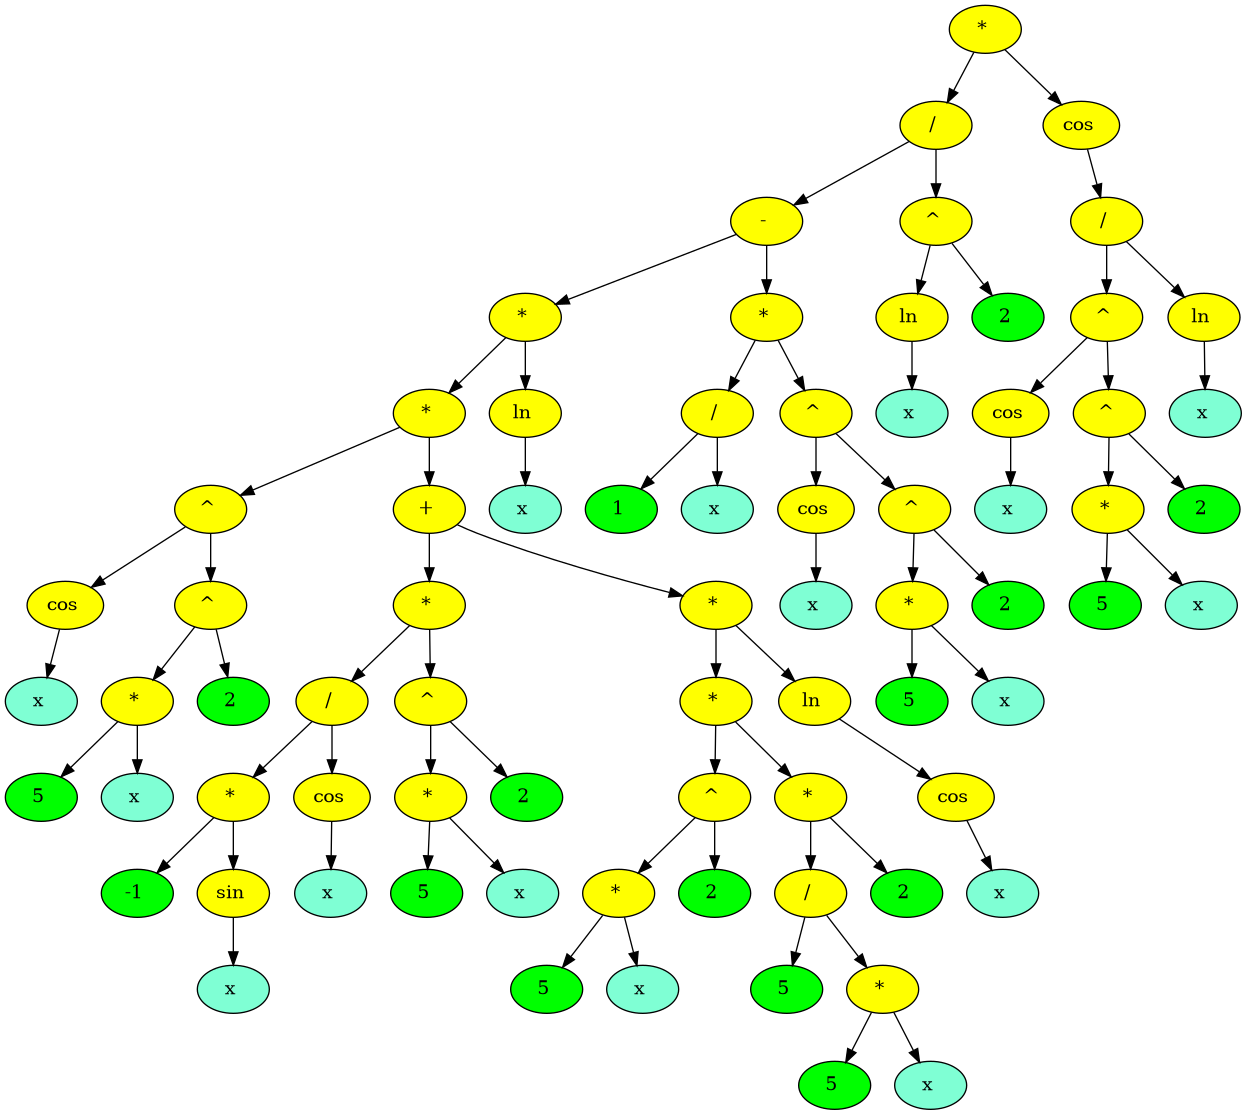 *
/ cos
- ^ /
* * ln 2 ^ ln
* ln / ^ x cos ^ x
^ + x 1 x cos ^ x * 2
cos ^ * * x * 2 5 x
x * 2 / ^ * ln 5 x
5 x * cos * 2 ^ * cos
-1 sin x 5 x * 2 / 2 x
x 5 x 5 *
5 x